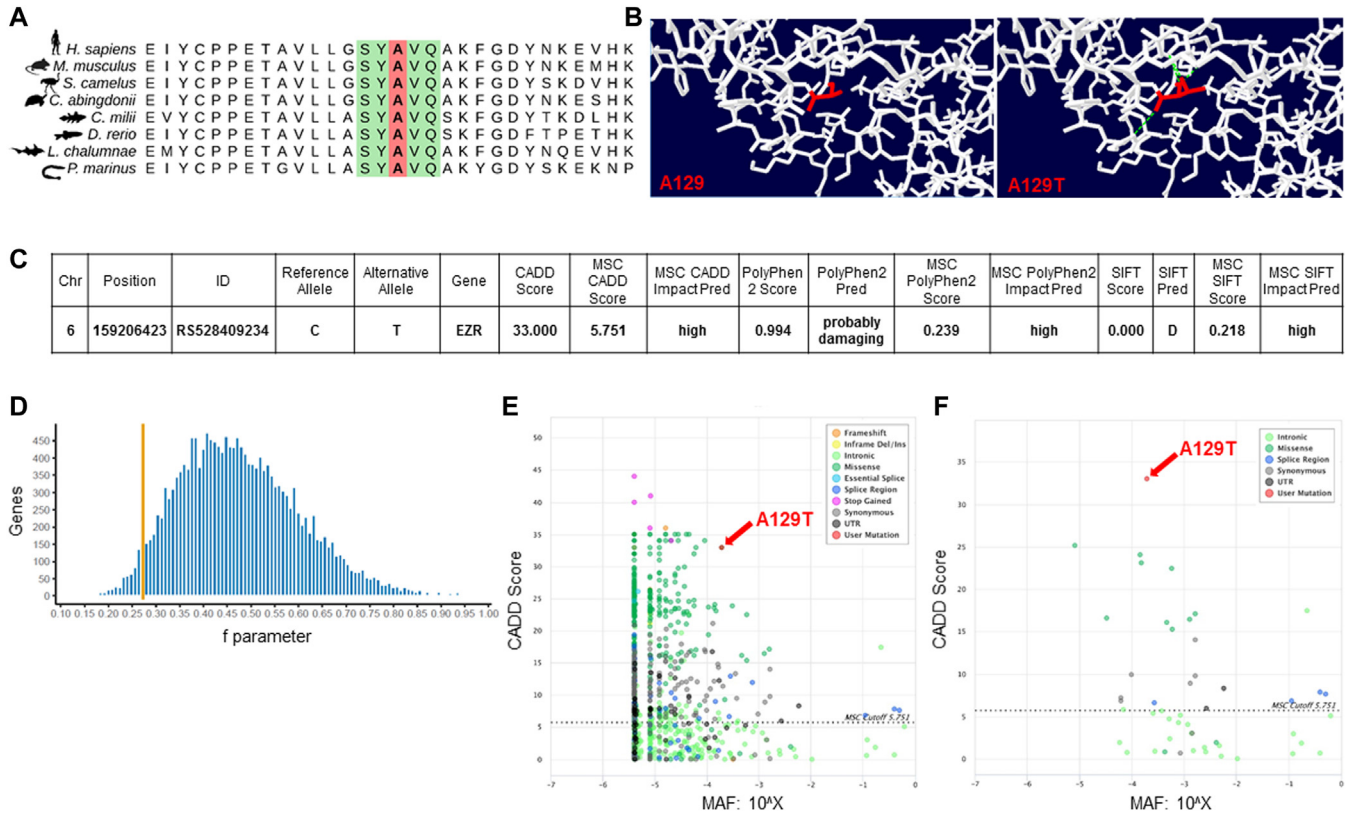 A
H. sapiens E I Y C P P E T A V L L G S Y A V Q A K F G D Y N K E V H K
M. musculus E I Y C P P E T A V L L G S Y A V Q A K F G D Y N K E M H K
S. camelus E I Y C P P E T A V L L G S Y A V Q A K F G D Y S K D V H K
C. abingdonii E I Y C P P E T A V L L G S Y A V Q A K F G D Y N K E S H K
C. milii E V Y C P P E T A V L L A S Y A V Q S K F G D Y T K D L H K
D. rerio E I Y C P P E T A V L L A S Y A V Q S K F G D F T P E T H K
L. chalumnae E M Y C P P E T A V L L A S Y A V Q A K F G D Y N Q E V H K
P. marinus E I Y C P P E T G V L L A S Y A V Q A K Y G D Y S K E K N P
B
A129
A129T
C
Chr Position ID Reference Allele Alternative Allele Gene CADD Score MSC CADD Score MSC CADD Impact Pred PolyPhen 2 Score PolyPhen2 Pred MSC PolyPhen2 Score MSC PolyPhen2 Impact Pred SIFT Score SIFT Pred MSC SIFT Score MSC SIFT Impact Pred
6 159206423 RS528409234 C T EZR 33.000 5.751 high 0.994 probably damaging 0.239 high 0.000 D 0.218 high
D
Genes
450
400
350
300
250
200
150
100
50
0
0.10 0.15 0.20 0.25 0.30 0.35 0.40 0.45 0.50 0.55 0.60 0.65 0.70 0.75 0.80 0.85 0.90 0.95 1.00
f parameter
E
CADD Score
50
45
40
35
30
25
20
15
10
5
0
Frameshift
Inframe Del/Ins
Intronic
Missense
Essential Splice
Splice Region
Stop Gained
Synonymous
UTR
User Mutation
A129T
MSC Cutoff 5.751
-7 -6 -5 -4 -3 -2 -1 0
MAF: 10^X
F
CADD Score
35
30
25
20
15
10
5
0
Intronic
Missense
Splice Region
Synonymous
UTR
User Mutation
A129T
MSC Cutoff 5.751
-7 -6 -5 -4 -3 -2 -1 0
MAF: 10^X